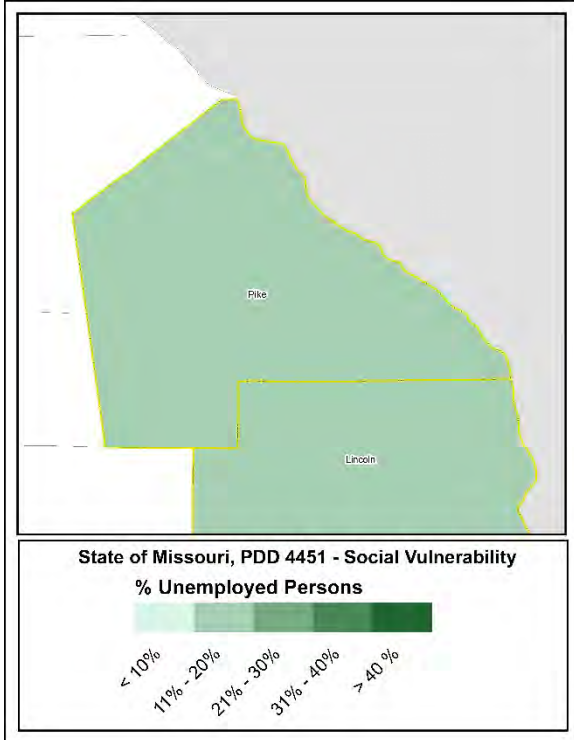 Pike
Lincoln
State of Missouri, PDD 4451 - Social Vulnerability
% Unemployed Persons
< 10%
11% - 20%
21% - 30%
31% - 40%
> 40 %